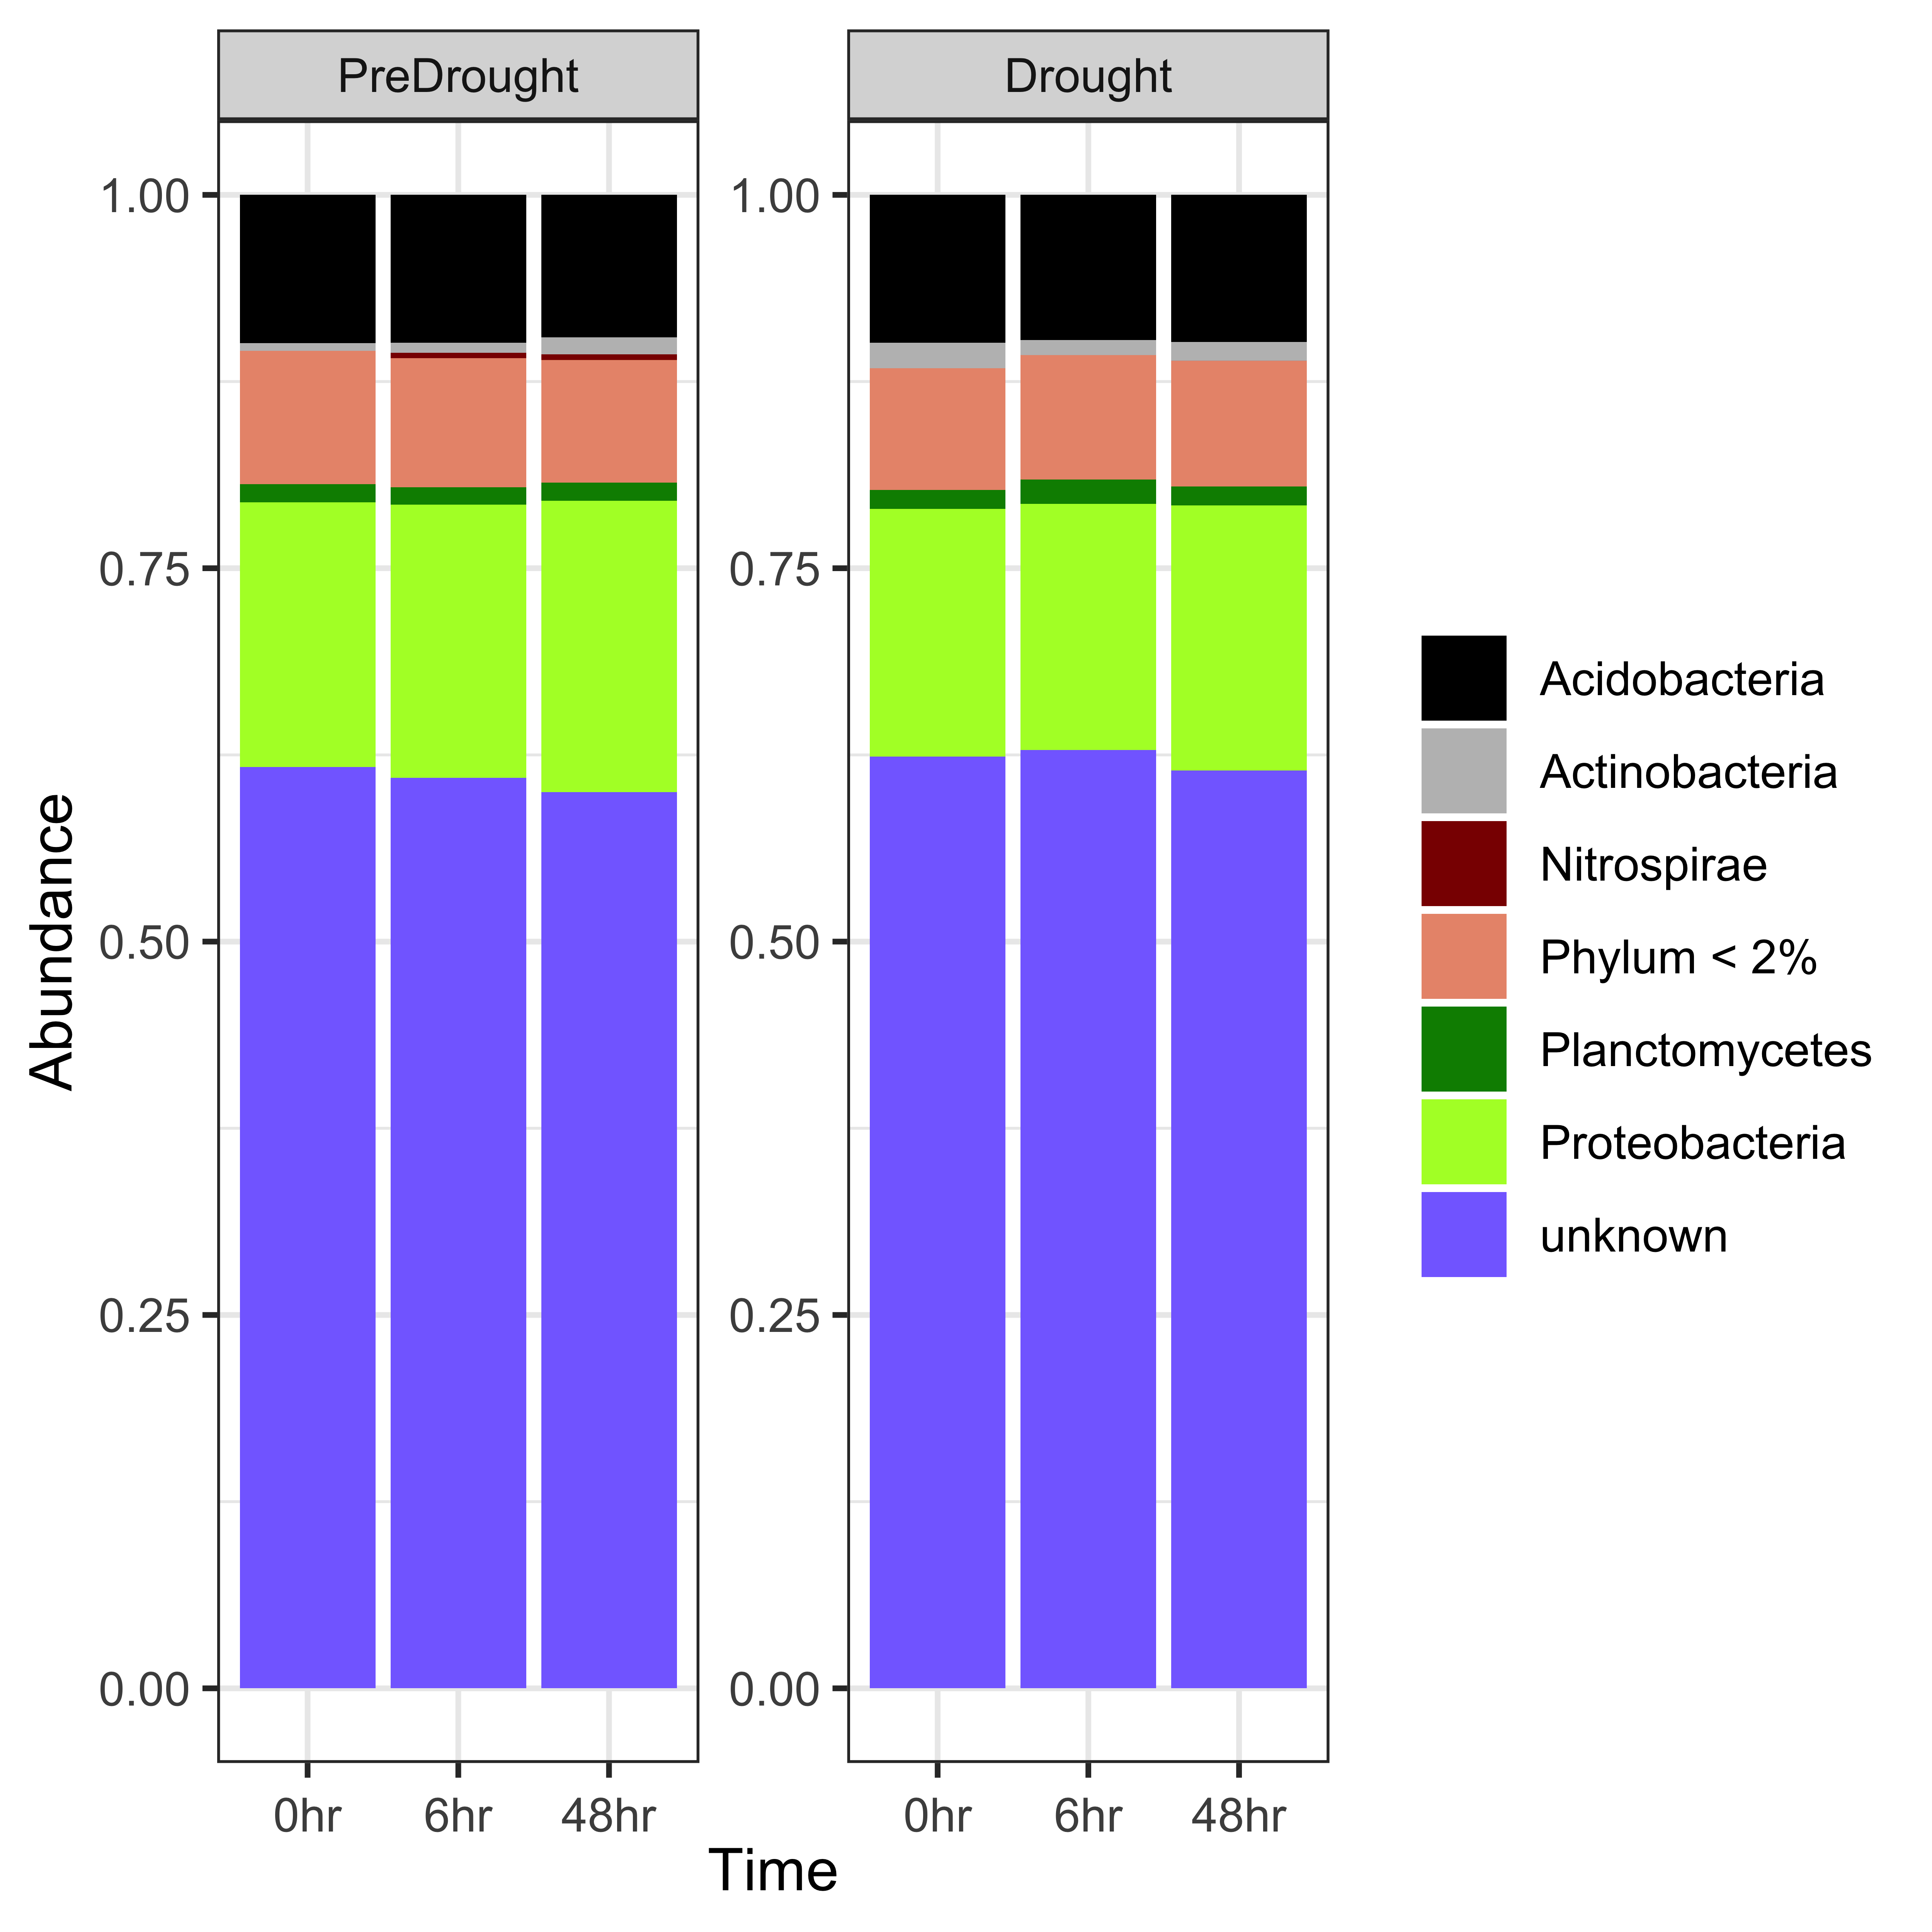 PreDrought
Drought
1.00
0.75
0.50
0.25
0.00
1.00
0.75
0.50
0.25
0.00
Abundance
0hr 6hr 48hr
0hr 6hr 48hr
Time
Acidobacteria
Actinobacteria
Nitrospirae
Phylum < 2%
Planctomycetes
Proteobacteria
unknown